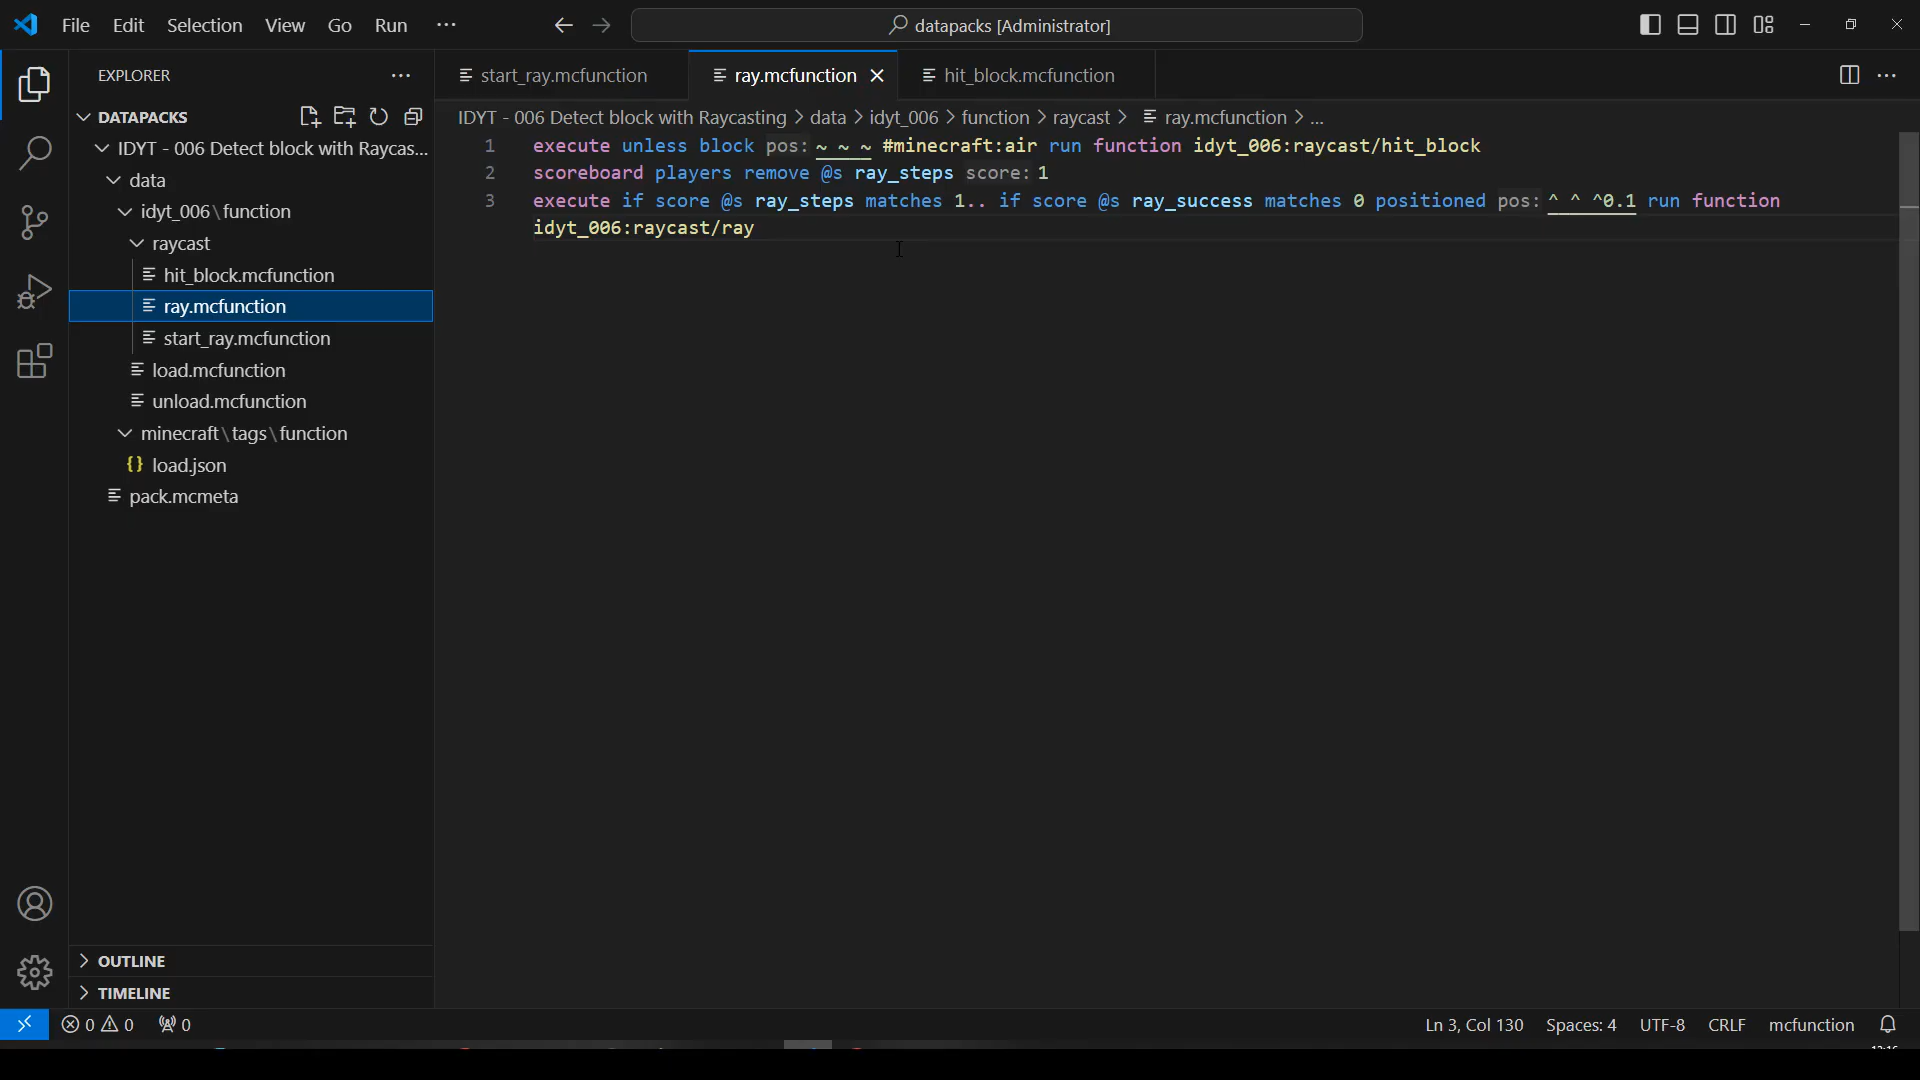 File Edit Selection View Go Run ···
datapacks [Administrator]
EXPLORER ···
start_ray.mcfunction
ray.mcfunction
hit_block.mcfunction
DATAPACKS
IDYT - 006 Detect block with Raycasting > data > idyt_006 > function > raycast > ray.mcfunction > ...
IDYT - 006 Detect block with Raycas...
data
idyt_006\function
raycast
hit_block.mcfunction
ray.mcfunction
start_ray.mcfunction
load.mcfunction
unload.mcfunction
minecraft\tags\function
{} load.json
pack.mcmeta
1 execute unless block pos: ~ ~ ~ #minecraft:air run function idyt_006:raycast/hit_block
2 scoreboard players remove @s ray_steps score: 1
3 execute if score @s ray_steps matches 1.. if score @s ray_success matches 0 positioned pos: ^ ^ ^0.1 run function
idyt_006:raycast/ray
OUTLINE
TIMELINE
0 0 0
Ln 3, Col 130 Spaces: 4 UTF-8 CRLF mcfunction